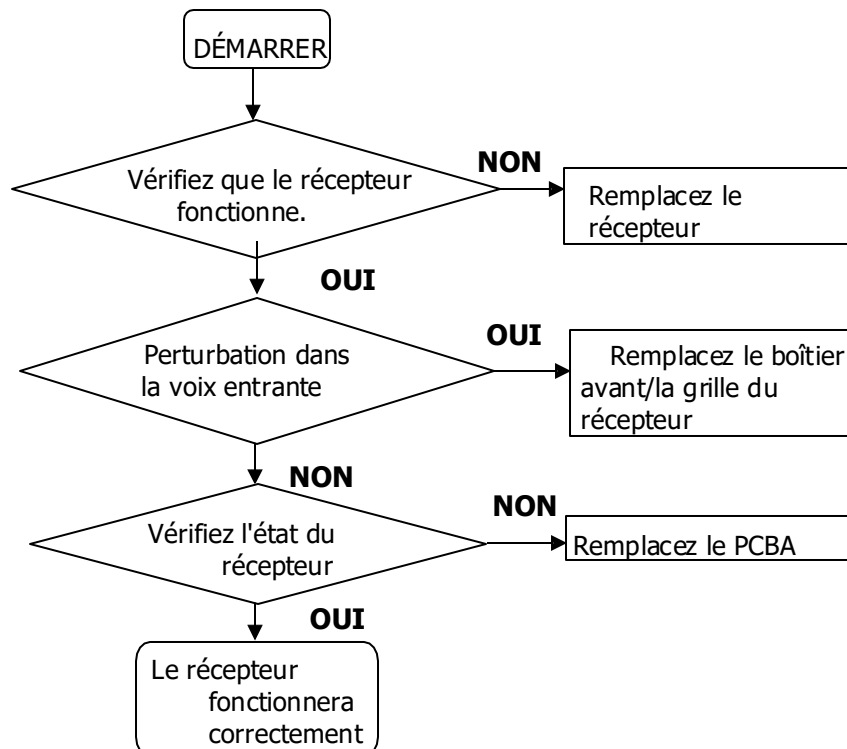 DÉMARRER
Vérifiez que le récepteur
fonctionne.
NON
Remplacez le
récepteur
OUI
Perturbation dans
la voix entrante
OUI
Remplacez le boîtier
avant/la grille du
récepteur
NON
Vérifiez l'état du
récepteur
NON
Remplacez le PCBA
OUI
Le récepteur
fonctionnera
correctement